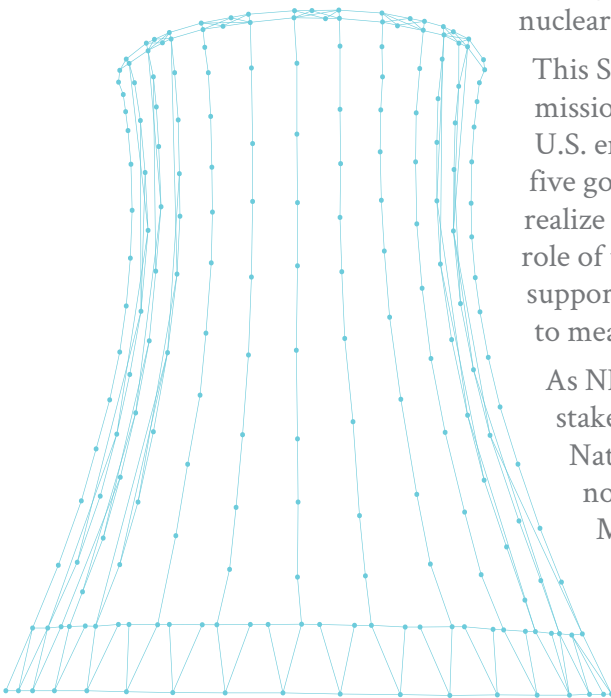 nuclear
This S
missio
U.S. en
five go
realize
role of
suppor
to mea
As NE
stake
Nat
no
M